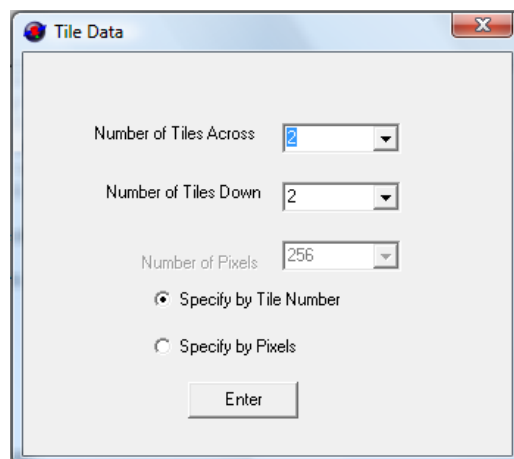 Tile Data
Number of Tiles Across 2
Number of Tiles Down 2
Number of Pixels 256
Specify by Tile Number
Specify by Pixels
Enter